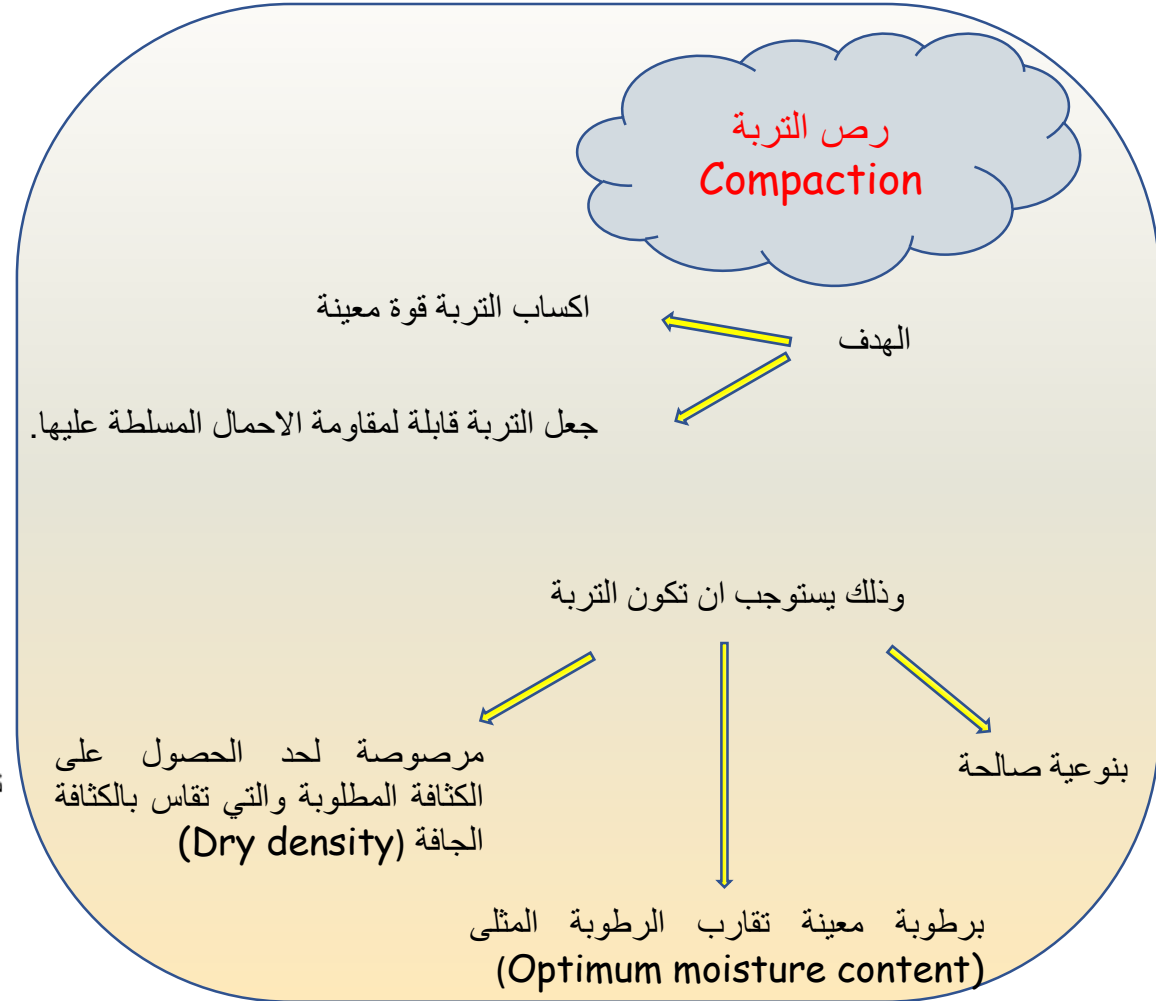 رص التربة
Compaction
الهدف
اكساب التربة قوة معينة
جعل التربة قابلة لمقاومة الاحمال المسلطة عليها.
وذلك يستوجب ان تكون التربة
بنوعية صالحة
برطوبة معينة تقارب الرطوبة المثلى
(Optimum moisture content)
مرصوصة لحد الحصول على
الكثافة المطلوبة والتي تقاس بالكثافة
الجافة (Dry density)